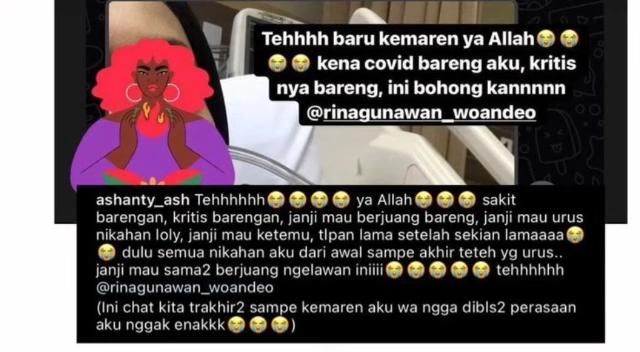 Tehhhh baru kemaren ya Allah😭😭
😭😭 kena covid bareng aku, kritis
nya bareng, ini bohong kannnnn
@rinagunawan_woandeo
ashanty_ash Tehhhhhh😭😭😭😭 ya Allah😭😭😭 sakit
barengan, kritis barengan, janji mau berjuang bareng, janji mau urus
nikahan loly, janji mau ketemu, tlpan lama setelah sekian lamaaaa😭
😭 dulu semua nikahan aku dari awal sampe akhir teteh yg urus..
janji mau sama2 berjuang ngelawan iniiii😭😭😭😭😭 tehhhhhh
@rinagunawan_woandeo
(Ini chat kita trakhir2 sampe kemaren aku wa ngga dibls2 perasaan
aku nggak enakkk😭😭😭)